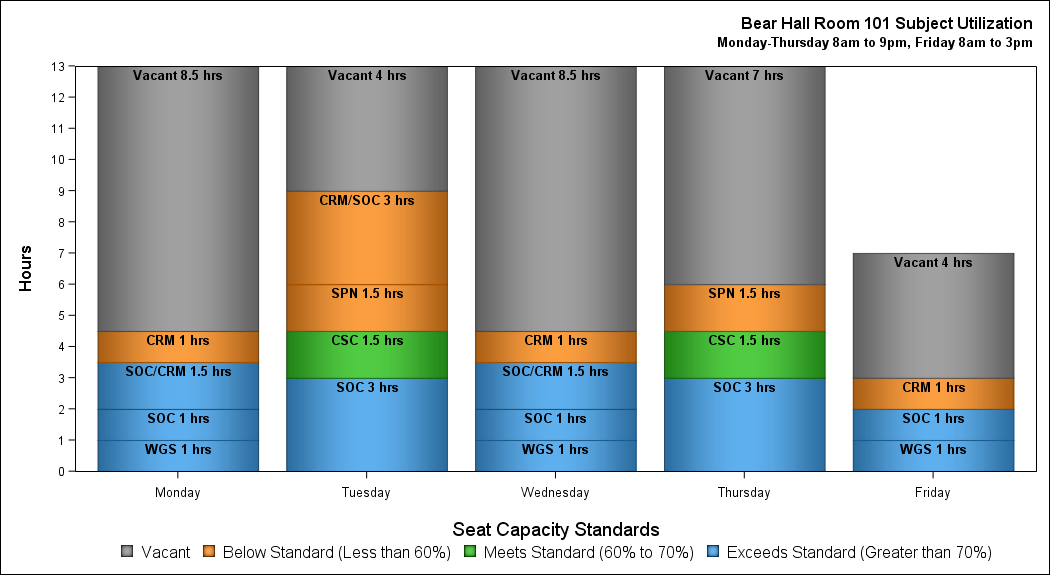 Bear Hall Room 101 Subject Utilization
Monday-Thursday 8am to 9pm, Friday 8am to 3pm
Hours
13
12
11
10
9
8
7
6
5
4
3
2
1
0
Vacant 8.5 hrs
CRM 1 hrs
SOC/CRM 1.5 hrs
SOC 1 hrs
WGS 1 hrs
Vacant 4 hrs
CRM/SOC 3 hrs
SPN 1.5 hrs
CSC 1.5 hrs
SOC 3 hrs
Vacant 8.5 hrs
CRM 1 hrs
SOC/CRM 1.5 hrs
SOC 1 hrs
WGS 1 hrs
Vacant 7 hrs
SPN 1.5 hrs
CSC 1.5 hrs
SOC 3 hrs
Vacant 4 hrs
CRM 1 hrs
SOC 1 hrs
WGS 1 hrs
Monday Tuesday Wednesday Thursday Friday
Seat Capacity Standards
Vacant Below Standard (Less than 60%) Meets Standard (60% to 70%) Exceeds Standard (Greater than 70%)